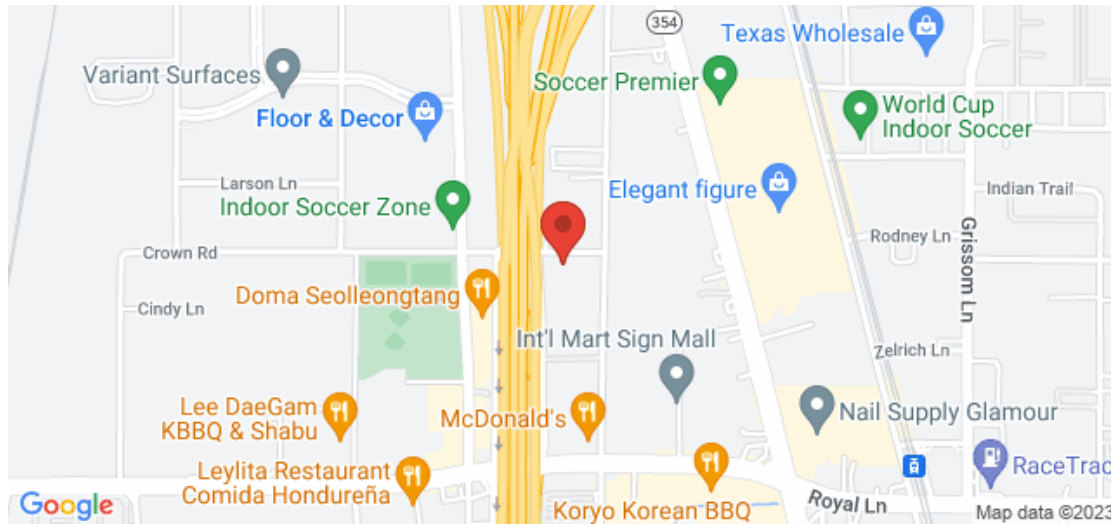 354
Texas Wholesale
Variant Surfaces
Soccer Premier
Floor & Decor
World Cup
Indoor Soccer
Larson Ln
Indoor Soccer Zone
Elegant figure
Indian Trail
Crown Rd
Rodney Ln
Grissom Ln
Doma Seolleongtang
Cindy Ln
Int'l Mart Sign Mall
Zelrich Ln
Lee DaeGam
KBBQ & Shabu
McDonald's
Nail Supply Glamour
Leylita Restaurant
Comida Hondureña
RaceTrac
Google
Koryo Korean BBQ
Royal Ln
Map data ©2023